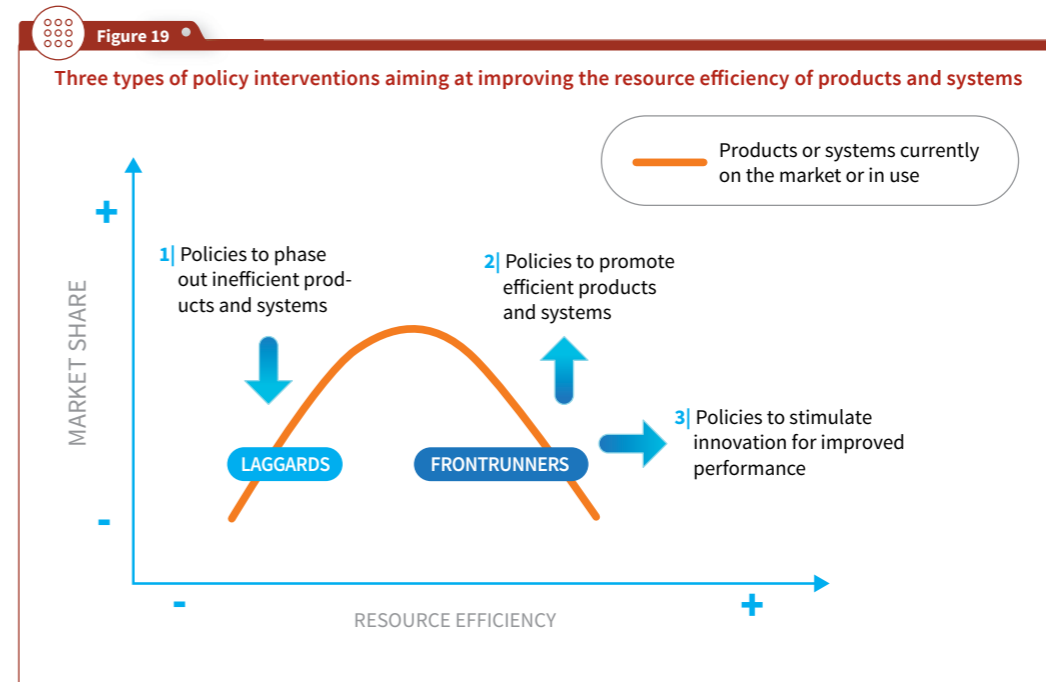 Figure 19
Three types of policy interventions aiming at improving the resource efficiency of products and systems
Products or systems currently
on the market or in use
+
1| Policies to phase
out inefficient prod-
ucts and systems
2| Policies to promote
efficient products
and systems
MARKET SHARE
3| Policies to stimulate
innovation for improved
performance
LAGGARDS
FRONTRUNNERS
-
-
+
RESOURCE EFFICIENCY